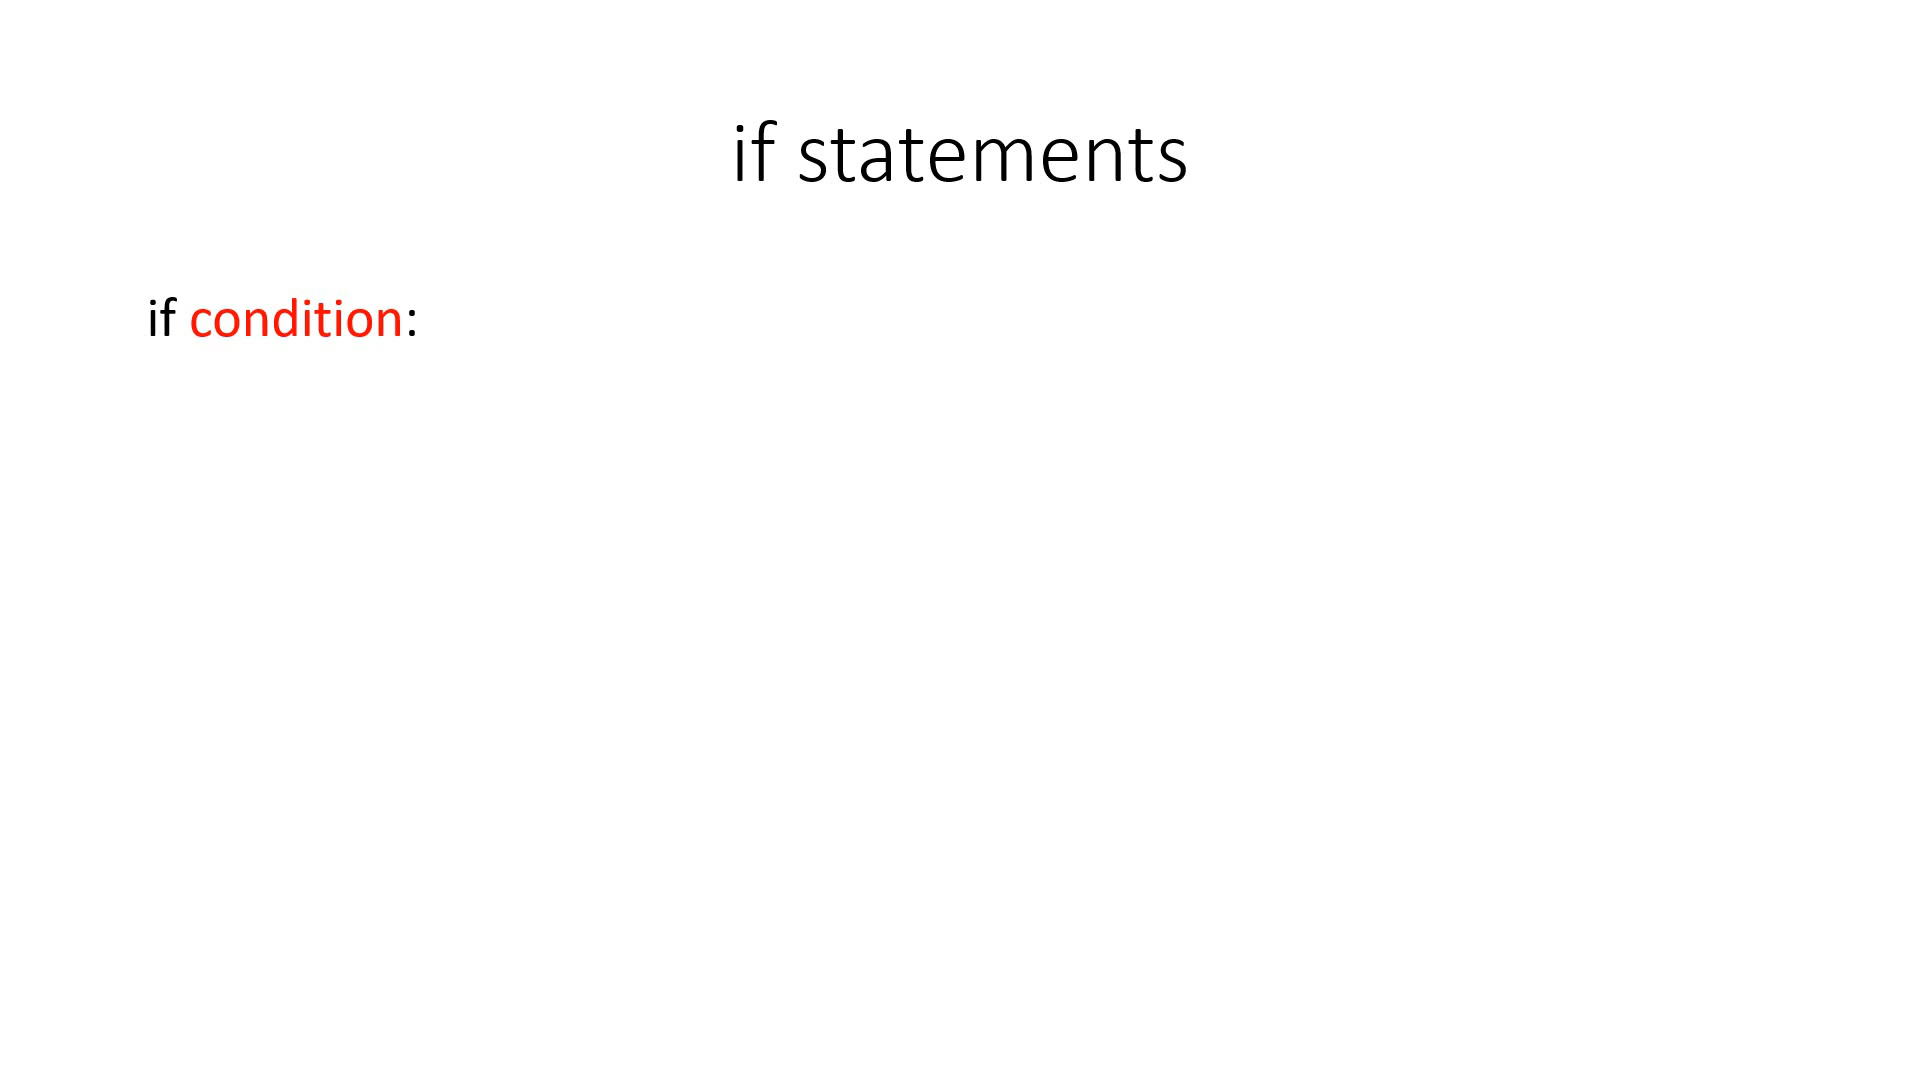 if statements
if condition: